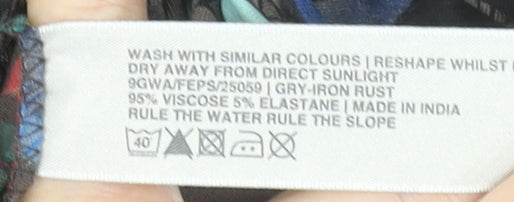 WASH WITH SIMILAR COLOURS | RESHAPE WHILST
DRY AWAY FROM DIRECT SUNLIGHT
9GWA/FEPS/25059 | GRY-IRON RUST
95% VISCOSE 5% ELASTANE | MADE IN INDIA
RULE THE WATER RULE THE SLOPE
40